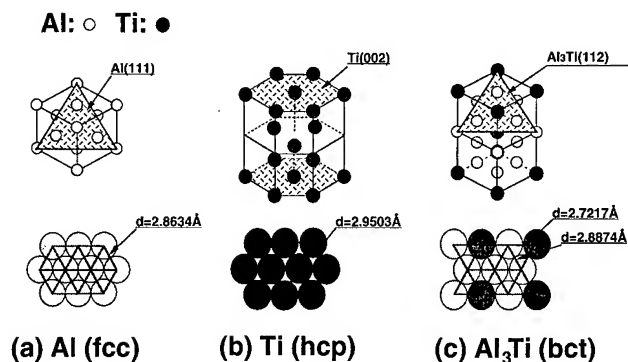 Al: Ti:
Al(111)
Ti(002)
Al3Ti(112)
d=2.8634Å
d=2.9503Å
d=2.7217Å
d=2.8874Å
(a) Al (fcc)
(b) Ti (hcp)
(c) Al3Ti (bct)